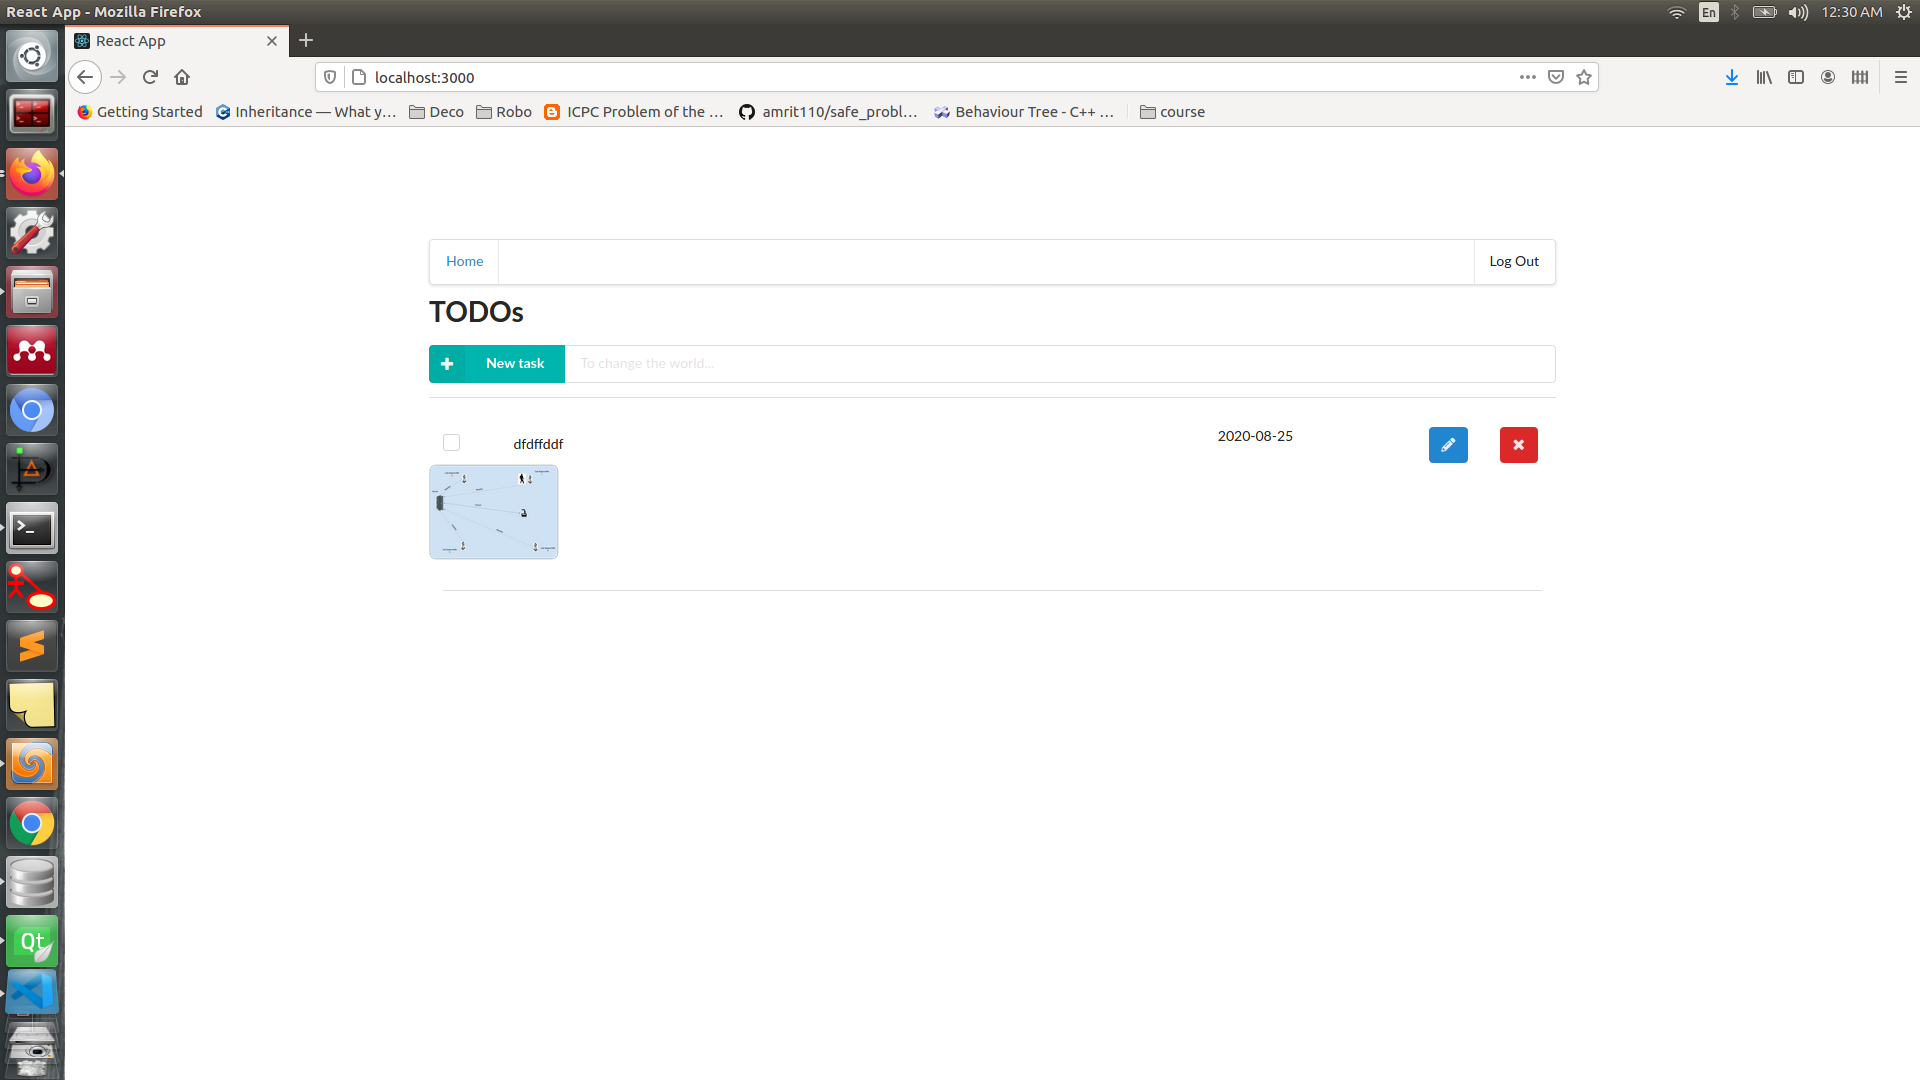 React App - Mozilla Firefox
En
12:30 AM
React App
localhost:3000
Getting Started
Inheritance — What y...
Deco
Robo
ICPC Problem of the ...
amrit110/safe_probl...
Behaviour Tree - C++ ...
course
Home
Log Out
TODOs
New task
To change the world...
dfdffddf
2020-08-25
Qt